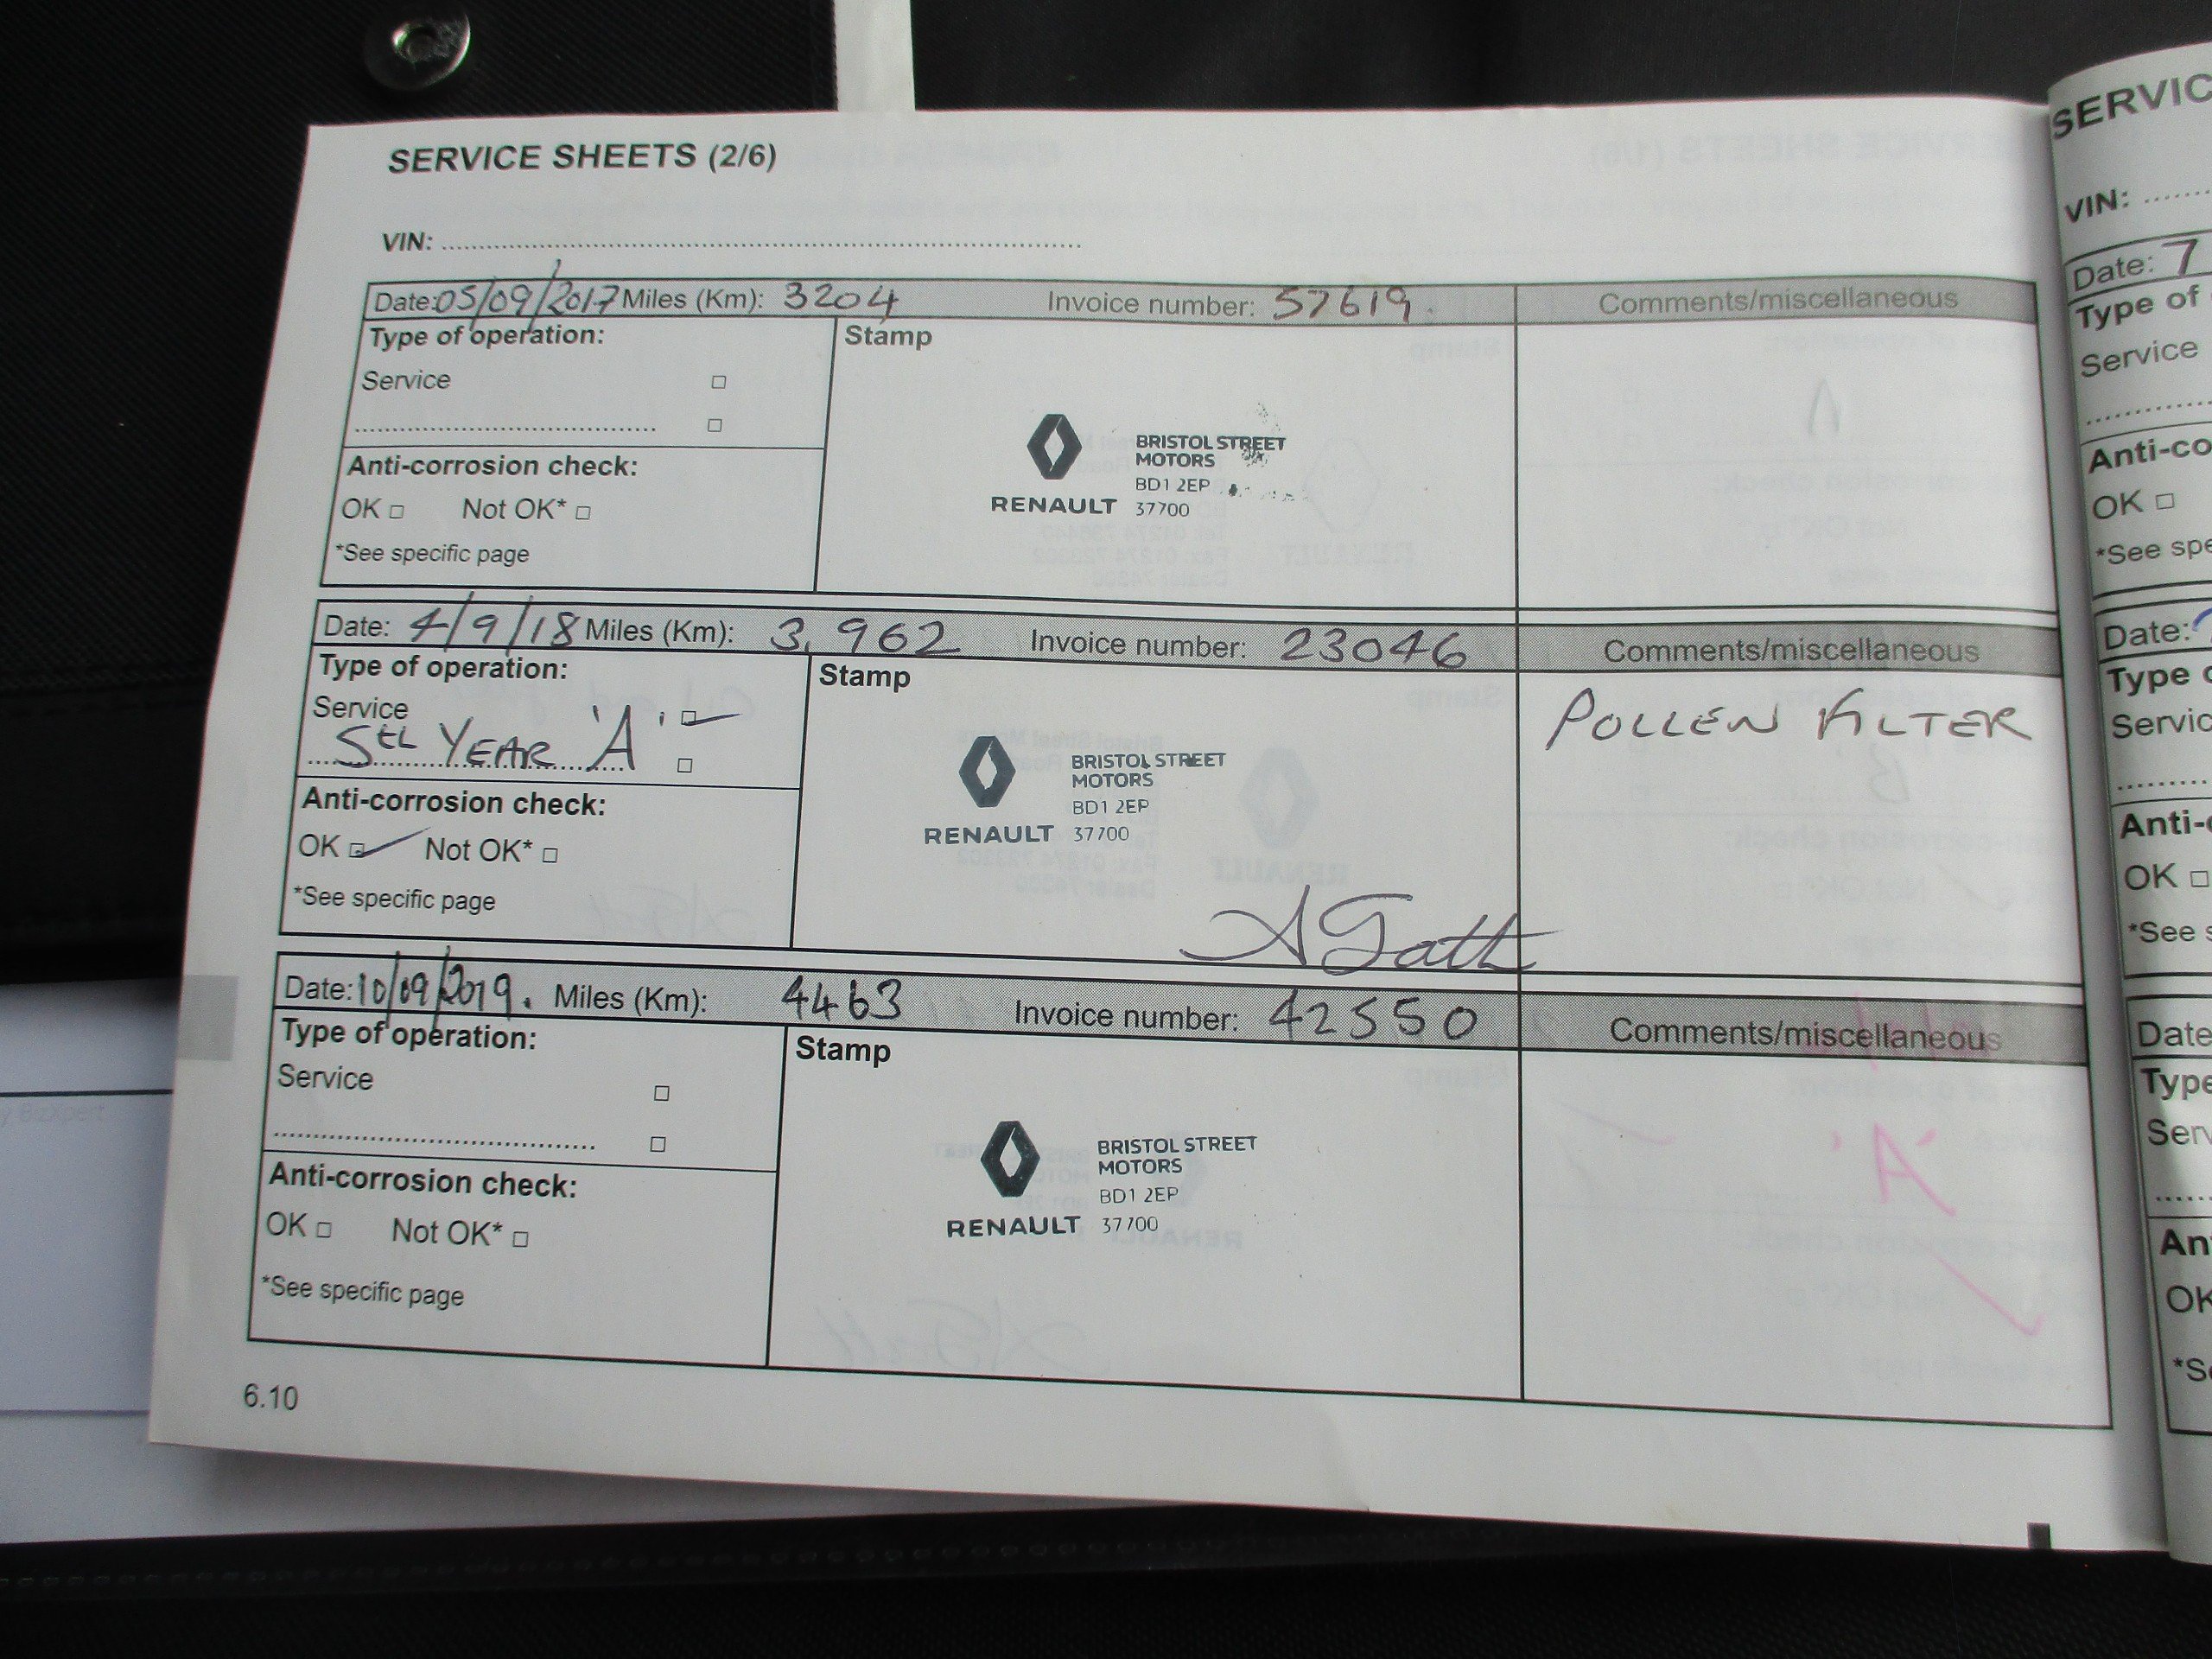 SERVICE SHEETS (2/6)
VIN: ....................
Date: 05/09/2017 Miles (Km): 3204 Invoice number: 57619. Comments/miscellaneous
Type of operation:
Stamp
Service □
.................... □
Anti-corrosion check:
OK □ Not OK* □
*See specific page
BRISTOL STREET
MOTORS
BD1 2EP
RENAULT 37700
Date: 4/9/18 Miles (Km): 3,962 Invoice number: 23046 Comments/miscellaneous
Type of operation:
Stamp
Service □
5th YEAR 'A' □
POLLEN FILTER
Anti-corrosion check:
OK □ Not OK* □
*See specific page
BRISTOL STREET
MOTORS
BD1 2EP
RENAULT 37700
Date: 10/09/2019. Miles (Km): 4463 Invoice number: 42550 Comments/miscellaneous
Type of operation:
Stamp
Service □
.................... □
Anti-corrosion check:
OK □ Not OK* □
*See specific page
BRISTOL STREET
MOTORS
BD1 2EP
RENAULT 37700
6.10
SERVIC
VIN: ........
Date: 7
Type of
Service
Anti-co
OK □
*See spe
Date:
Type o
Servic
Anti-c
OK □
*See s
Date
Type
Serv
An
OK